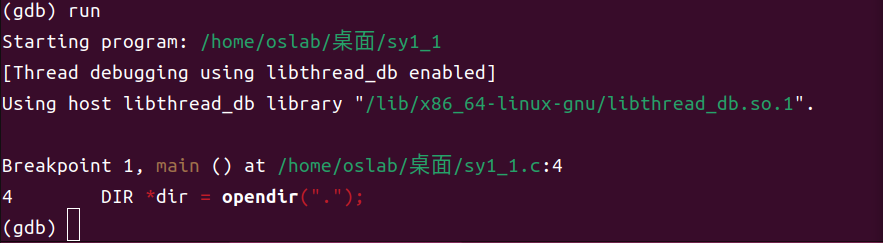 (gdb) run
Starting program: /home/oslab/桌面/sy1_1
[Thread debugging using libthread_db enabled]
Using host libthread_db library "/lib/x86_64-linux-gnu/libthread_db.so.1".
Breakpoint 1, main () at /home/oslab/桌面/sy1_1.c:4
4	DIR *dir = opendir(".");
(gdb)